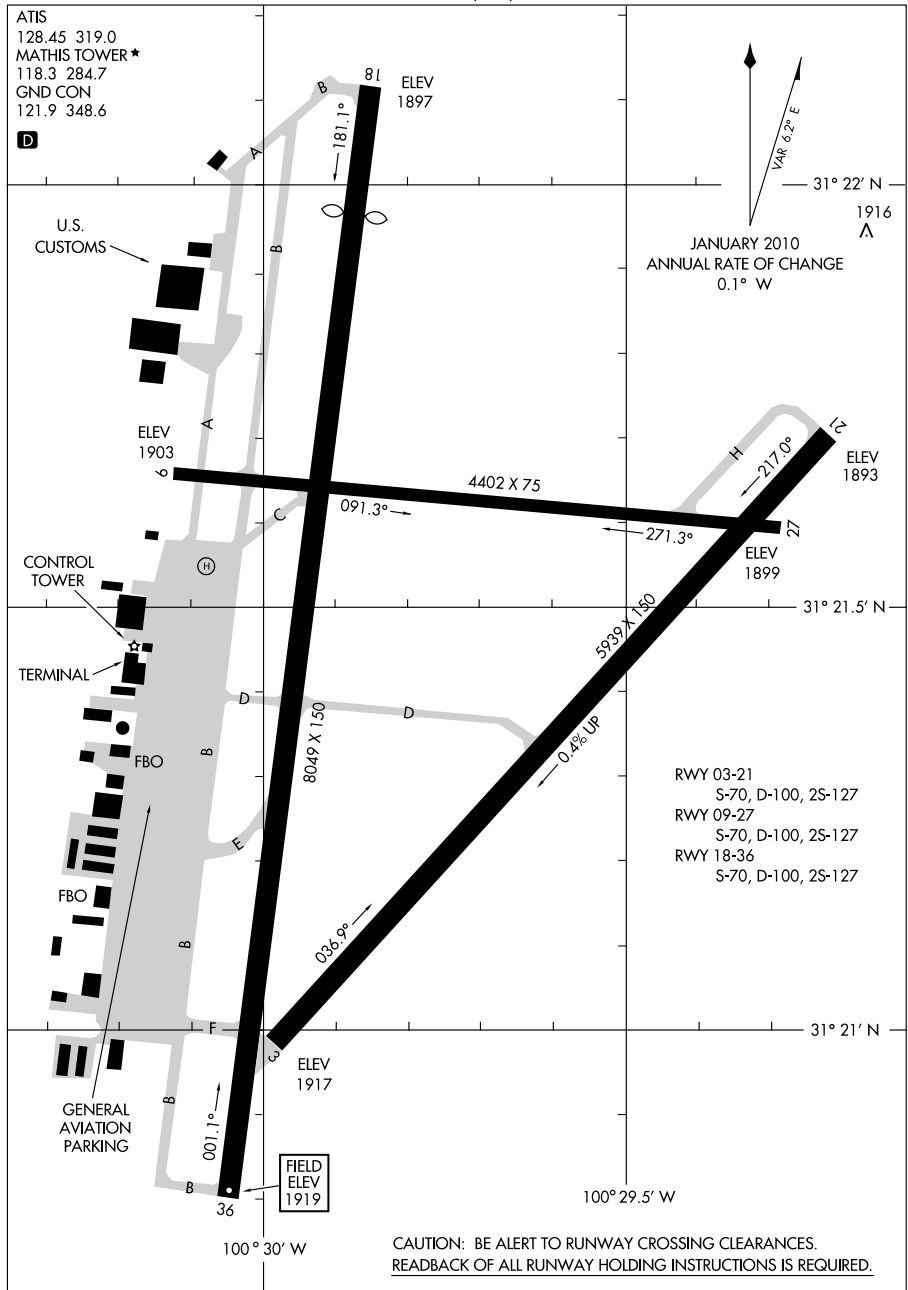 ATIS
128.45 319.0
MATHIS TOWER★
118.3 284.7
GND CON
121.9 348.6
D
18
ELEV
1897
B
A
181.1°
VAR 6.2° E
31° 22' N
1916
JANUARY 2010
ANNUAL RATE OF CHANGE
0.1° W
U.S.
CUSTOMS
B
A
ELEV
1903
9
C
091.3°
4402 X 75
271.3°
27
H
217.0°
21
ELEV
1893
ELEV
1899
H
CONTROL
TOWER
TERMINAL
31° 21.5' N
5939 X 150
D
D
B
8049 X 150
0.4% UP
FBO
E
RWY 03-21
S-70, D-100, 2S-127
RWY 09-27
S-70, D-100, 2S-127
RWY 18-36
S-70, D-100, 2S-127
FBO
B
036.9°
F
3
ELEV
1917
31° 21' N
GENERAL
AVIATION
PARKING
B
001.1°
B
36
FIELD
ELEV
1919
100° 30' W
100° 29.5' W
CAUTION: BE ALERT TO RUNWAY CROSSING CLEARANCES.
READBACK OF ALL RUNWAY HOLDING INSTRUCTIONS IS REQUIRED.